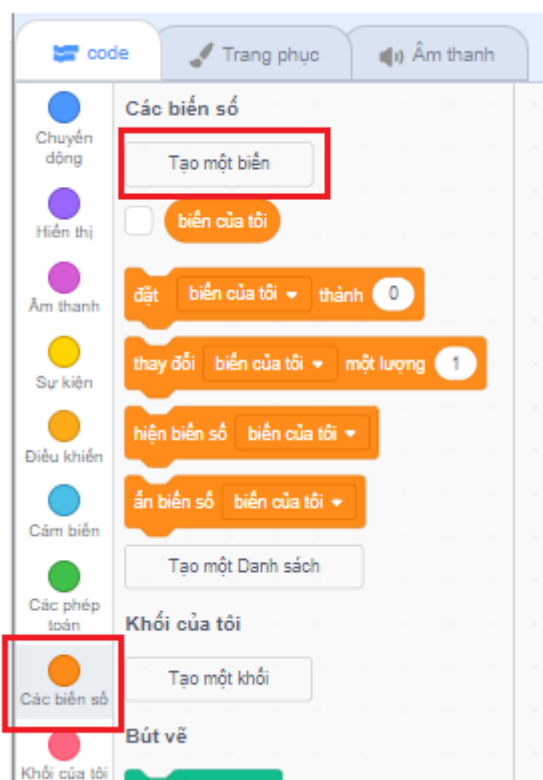 code
Trang phục
Âm thanh
Chuyển
động
Hiển thị
Âm thanh
Sự kiện
Điều khiển
Cảm biến
Các phép
toán
Các biến số
Khối của tôi
Các biến số
Tạo một biến
biến của tôi
đặt biến của tôi thành 0
thay đổi biến của tôi một lượng 1
hiện biến số biến của tôi
ẩn biến số biến của tôi
Tạo một Danh sách
Khối của tôi
Tạo một khối
Bút vẽ